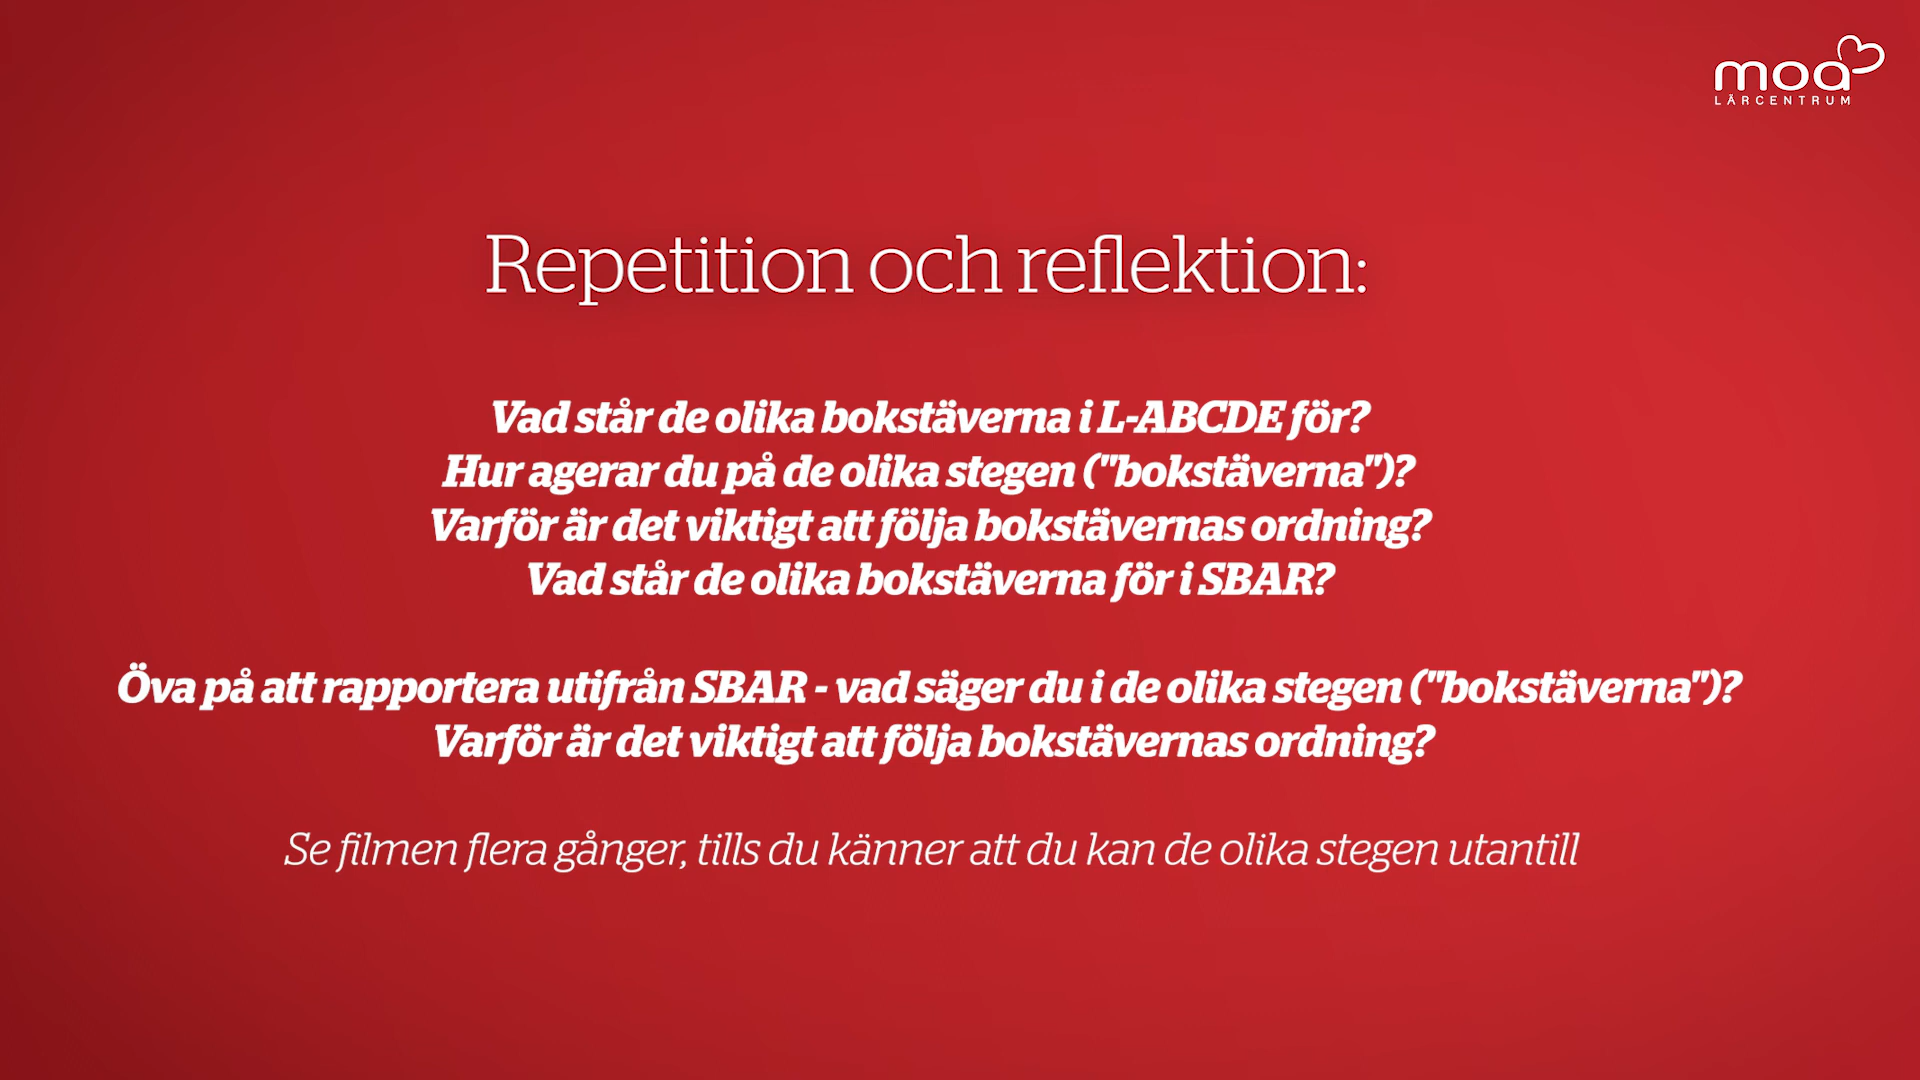 moa
LÄRCENTRUM
Repetition och reflektion:
Vad står de olika bokstäverna i L-ABCDE för?
Hur agerar du på de olika stegen ("bokstäverna")?
Varför är det viktigt att följa bokstävernas ordning?
Vad står de olika bokstäverna för i SBAR?
Öva på att rapportera utifrån SBAR - vad säger du i de olika stegen ("bokstäverna")?
Varför är det viktigt att följa bokstävernas ordning?
Se filmen flera gånger, tills du känner att du kan de olika stegen utantill